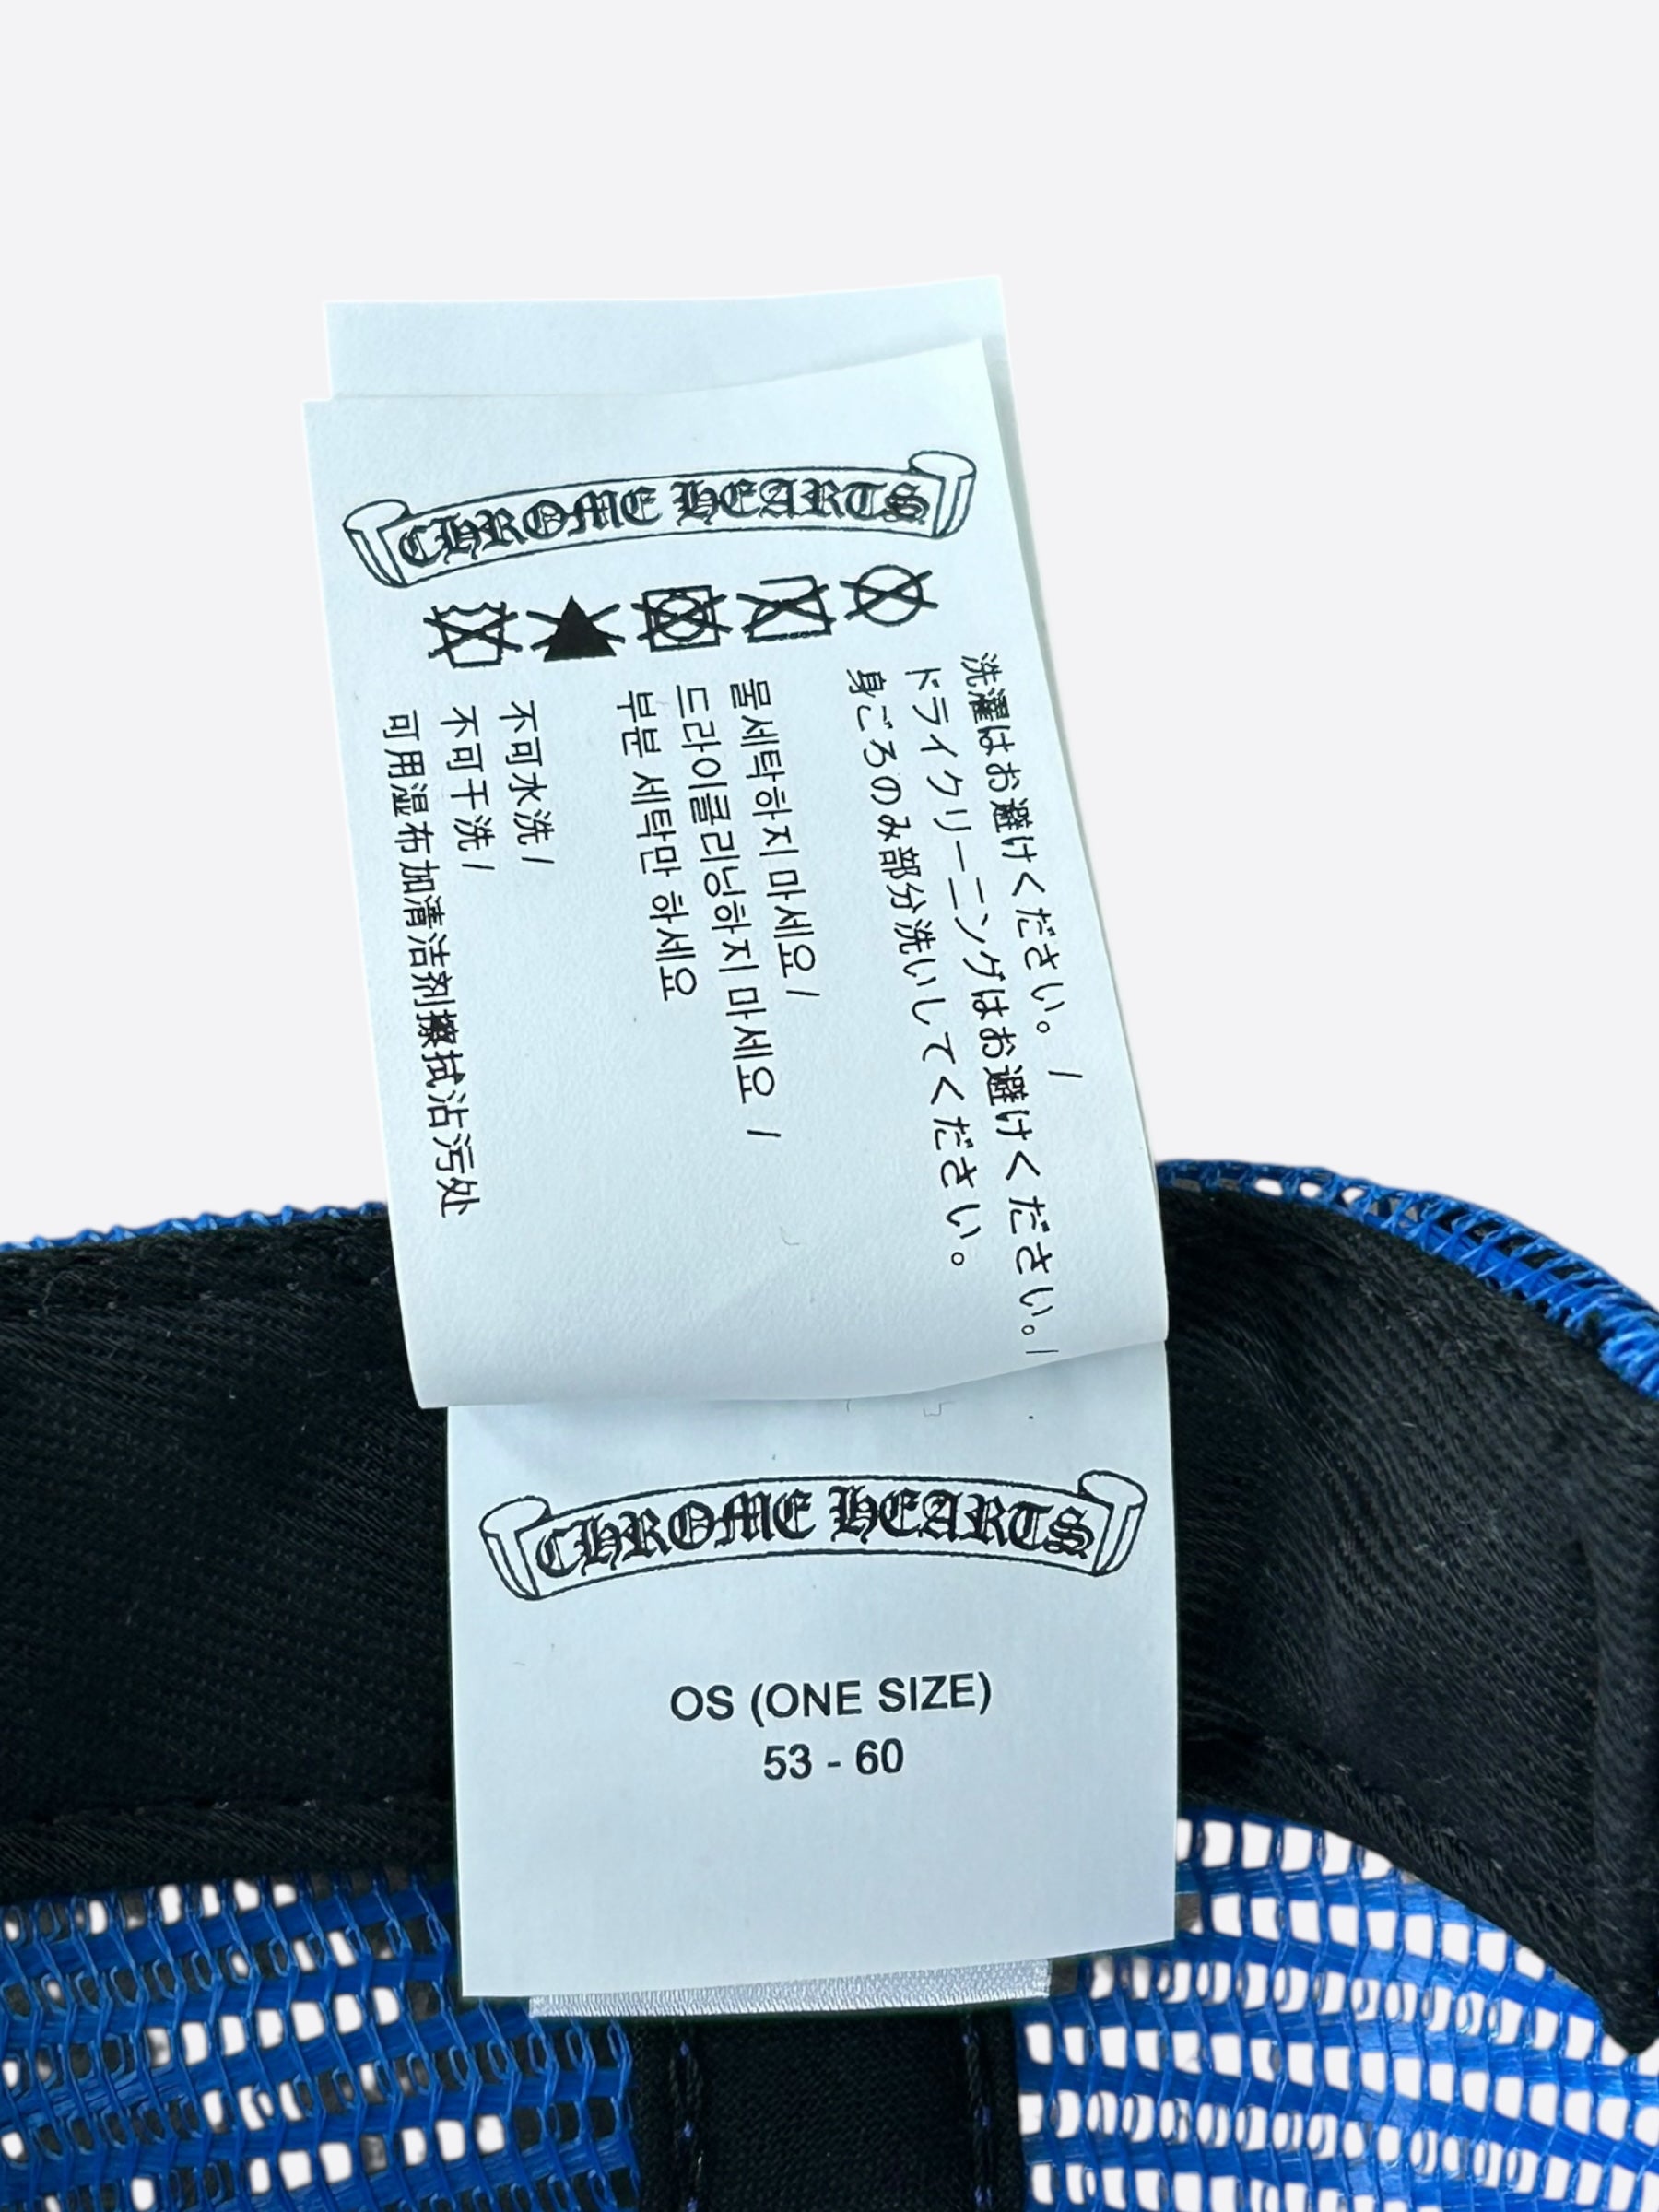 CHROME HEARTS
洗濯はお避けください。 /
ドライクリーニングはお避けください。/
身ごろのみ部分洗いしてください。
물세탁하지 마세요 /
드라이클리닝하지 마세요 /
부분 세탁만 하세요
不可水洗 /
不可干洗 /
可用湿布加清洁剂擦拭沾污处
CHROME HEARTS
OS (ONE SIZE)
53 - 60